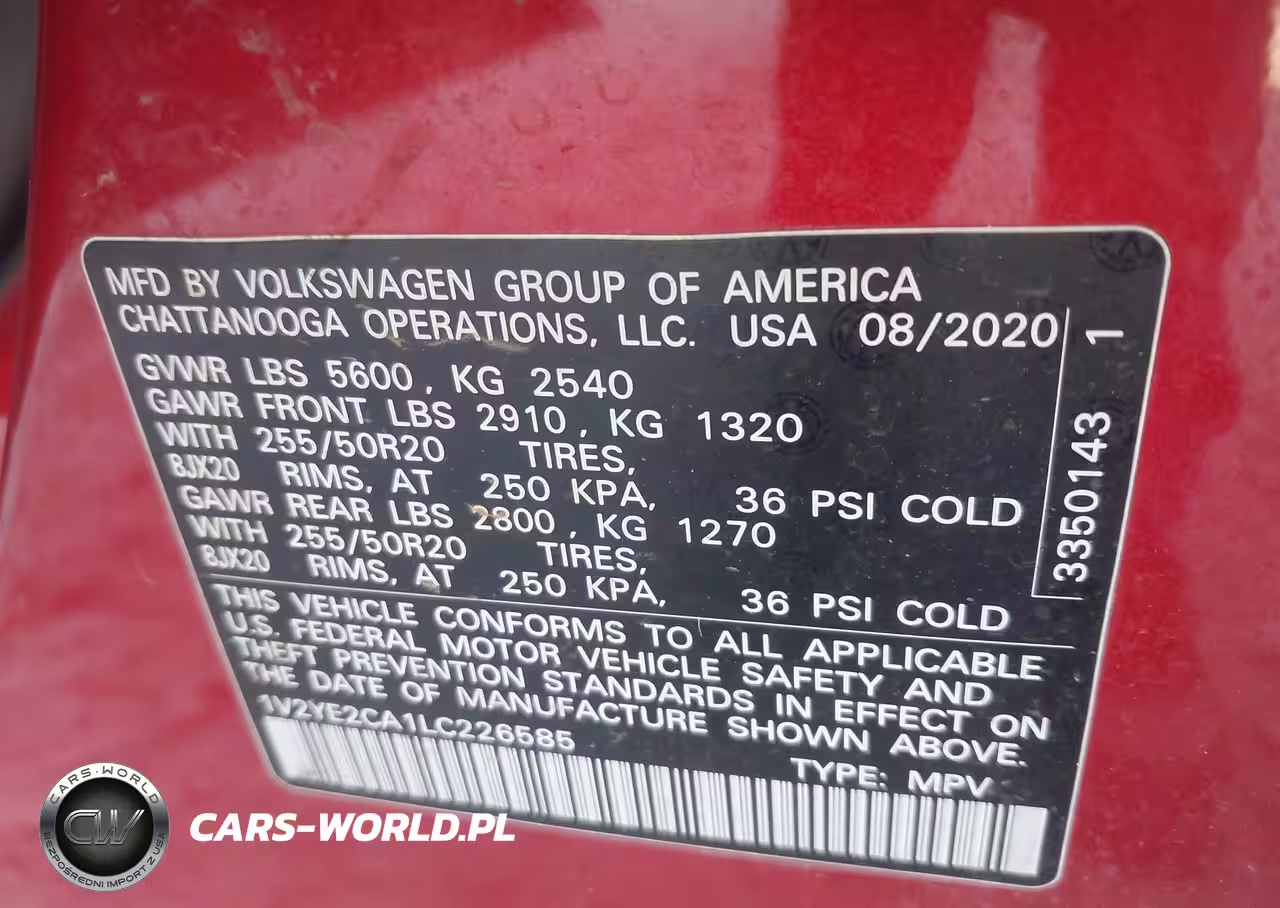 MFD BY VOLKSWAGEN GROUP OF AMERICA
CHATTANOOGA OPERATIONS, LLC. USA 08/2020
GVWR LBS 5600, KG 2540
GAWR FRONT LBS 2910, KG 1320
WITH 255/50R20 TIRES,
8JX20 RIMS, AT 250 KPA, 36 PSI COLD
GAWR REAR LBS 2800, KG 1270
WITH 255/50R20 TIRES,
8JX20 RIMS, AT 250 KPA, 36 PSI COLD
3350143 1
THIS VEHICLE CONFORMS TO ALL APPLICABLE
U.S. FEDERAL MOTOR VEHICLE SAFETY AND
THEFT PREVENTION STANDARDS IN EFFECT ON
THE DATE OF MANUFACTURE SHOWN ABOVE.
1V2YE2CA1LC226585
TYPE: MPV
CARS-WORLD
CW
BEZPOŚREDNI IMPORT Z USA
CARS-WORLD.PL